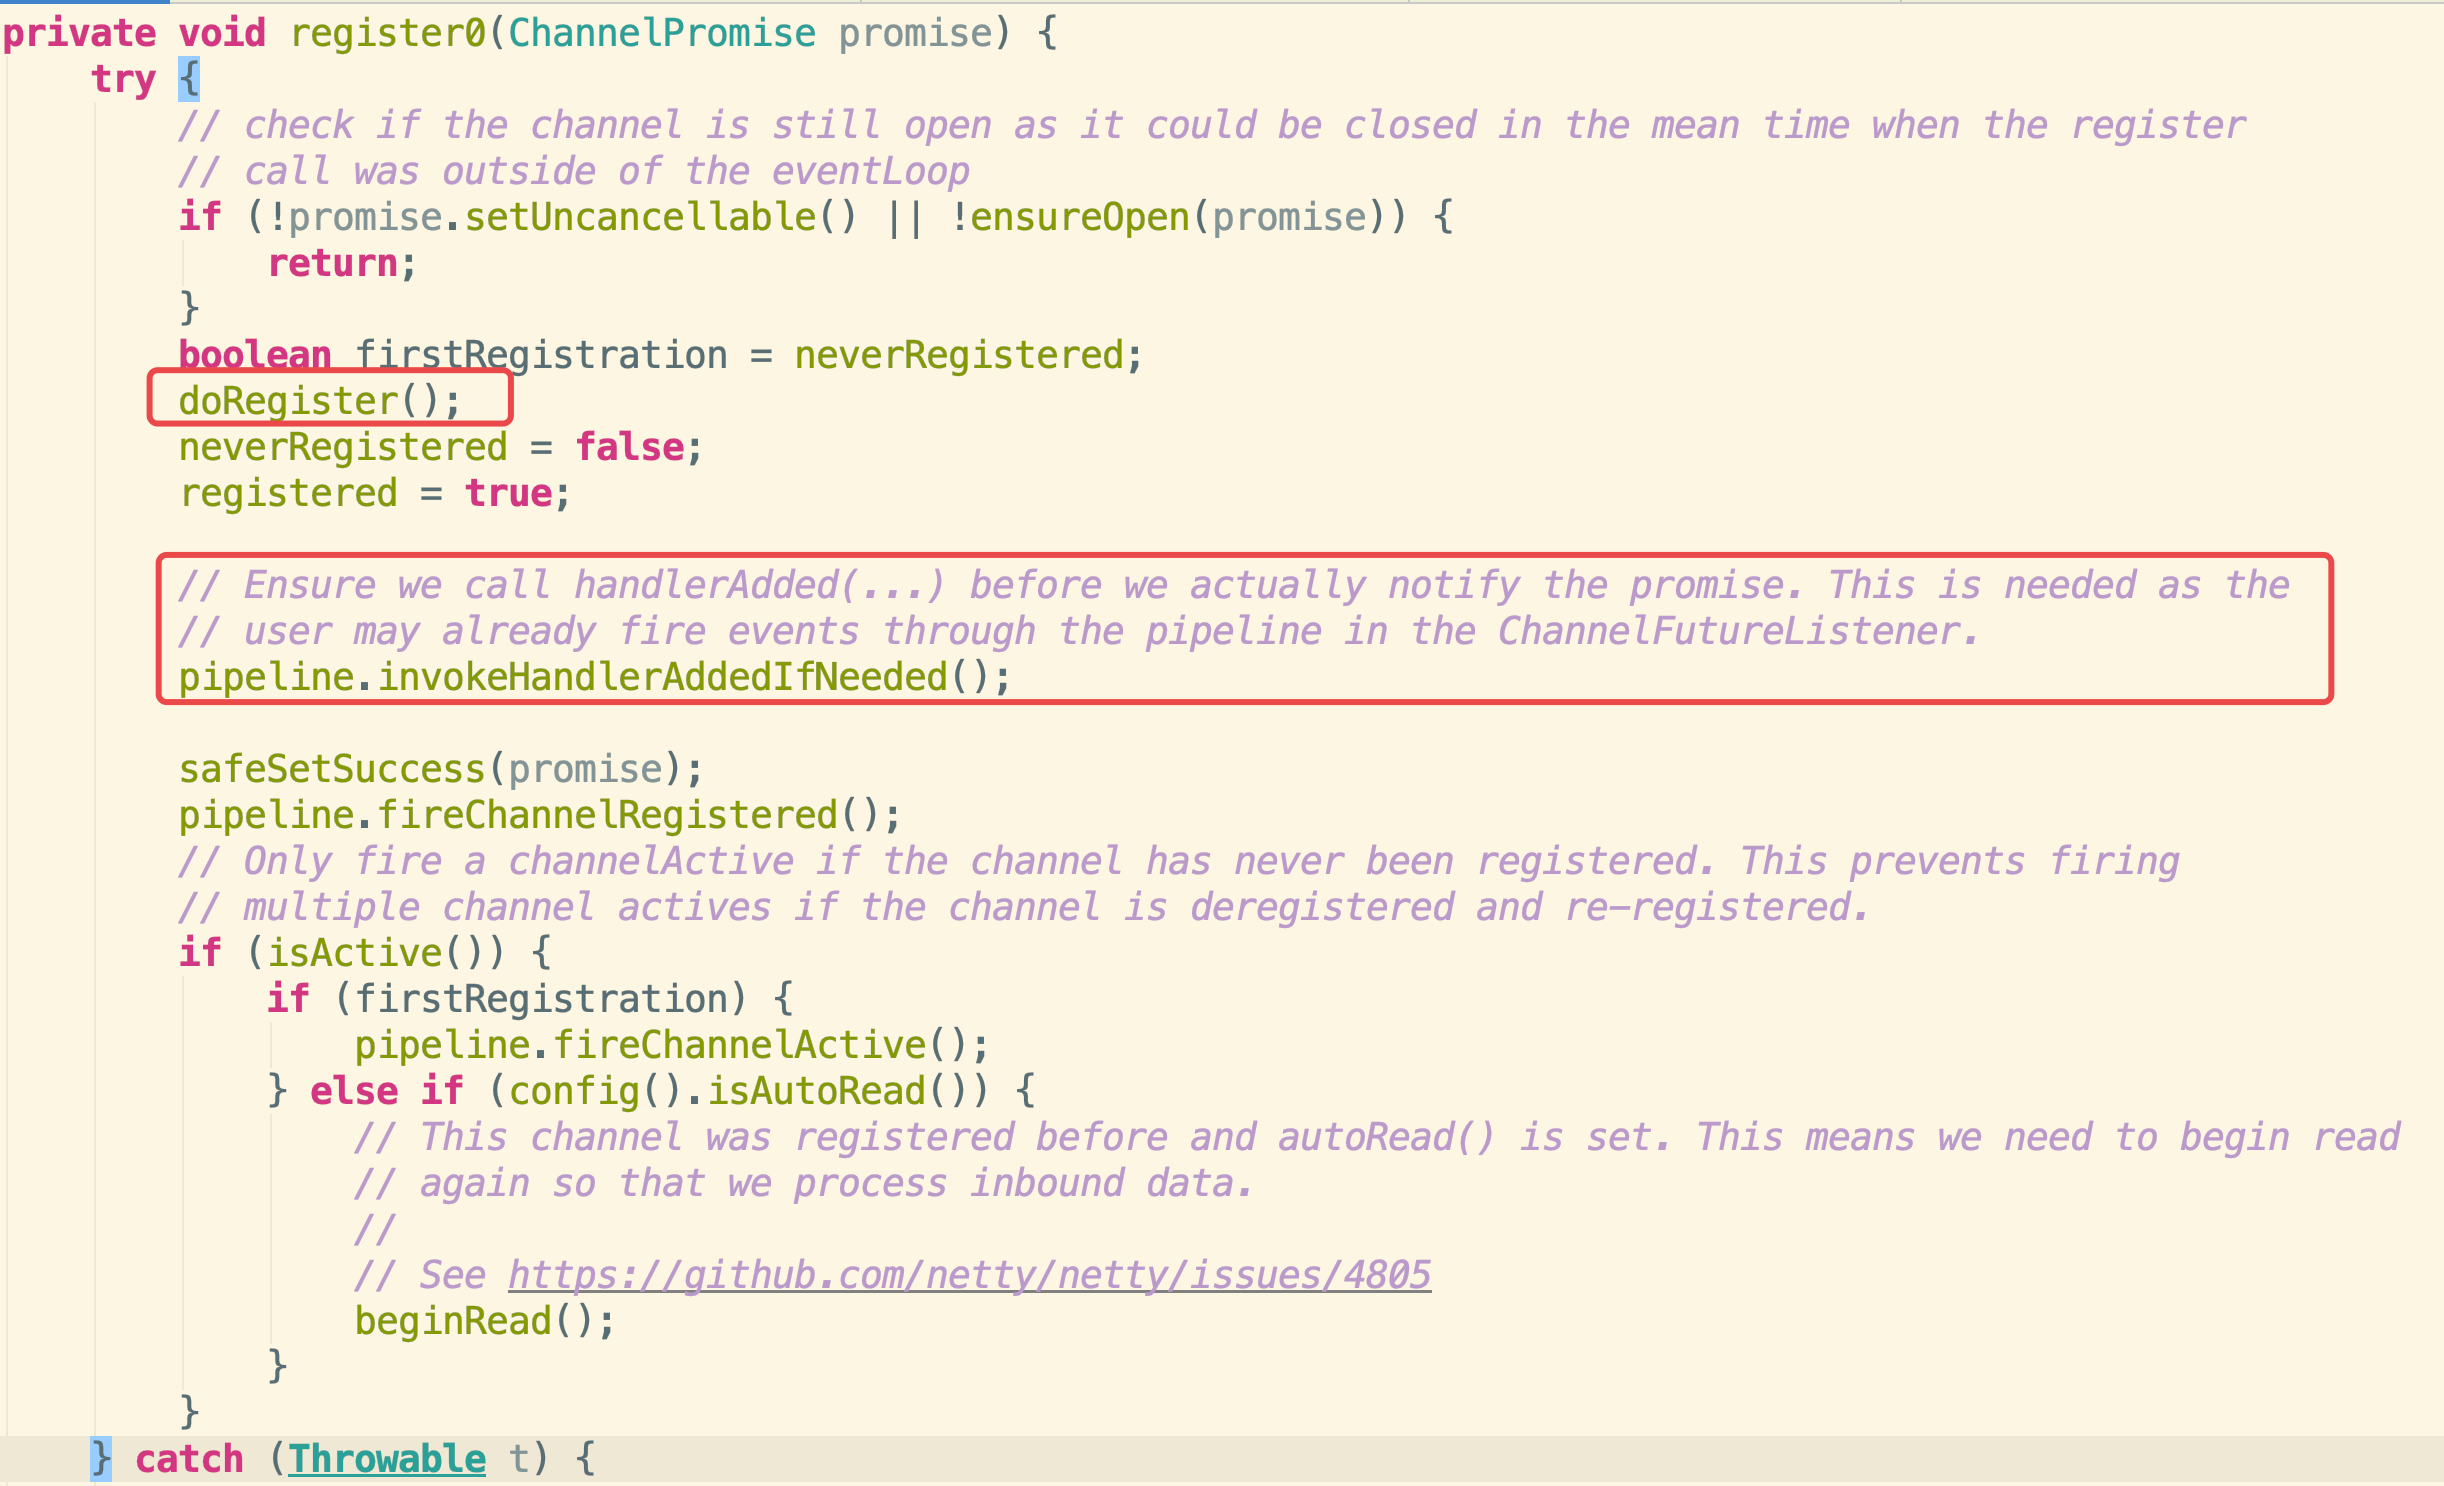 private void register0(ChannelPromise promise) {
    try {
        // check if the channel is still open as it could be closed in the mean time when the register
        // call was outside of the eventLoop
        if (!promise.setUncancellable() || !ensureOpen(promise)) {
            return;
        }
        boolean firstRegistration = neverRegistered;
        doRegister();
        neverRegistered = false;
        registered = true;

        // Ensure we call handlerAdded(...) before we actually notify the promise. This is needed as the
        // user may already fire events through the pipeline in the ChannelFutureListener.
        pipeline.invokeHandlerAddedIfNeeded();

        safeSetSuccess(promise);
        pipeline.fireChannelRegistered();
        // Only fire a channelActive if the channel has never been registered. This prevents firing
        // multiple channel actives if the channel is deregistered and re-registered.
        if (isActive()) {
            if (firstRegistration) {
                pipeline.fireChannelActive();
            } else if (config().isAutoRead()) {
                // This channel was registered before and autoRead() is set. This means we need to begin read
                // again so that we process inbound data.
                //
                // See https://github.com/netty/netty/issues/4805
                beginRead();
            }
        }
    } catch (Throwable t) {